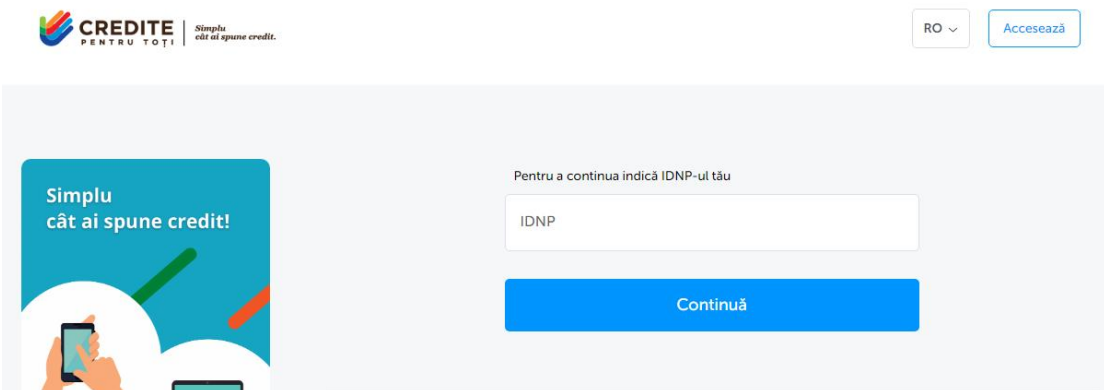 CREDITE
PENTRU TOȚI
Simplu
cât ai spune credit.
RO
Accesează
Simplu
cât ai spune credit!
Pentru a continua indică IDNP-ul tău
IDNP
Continuă